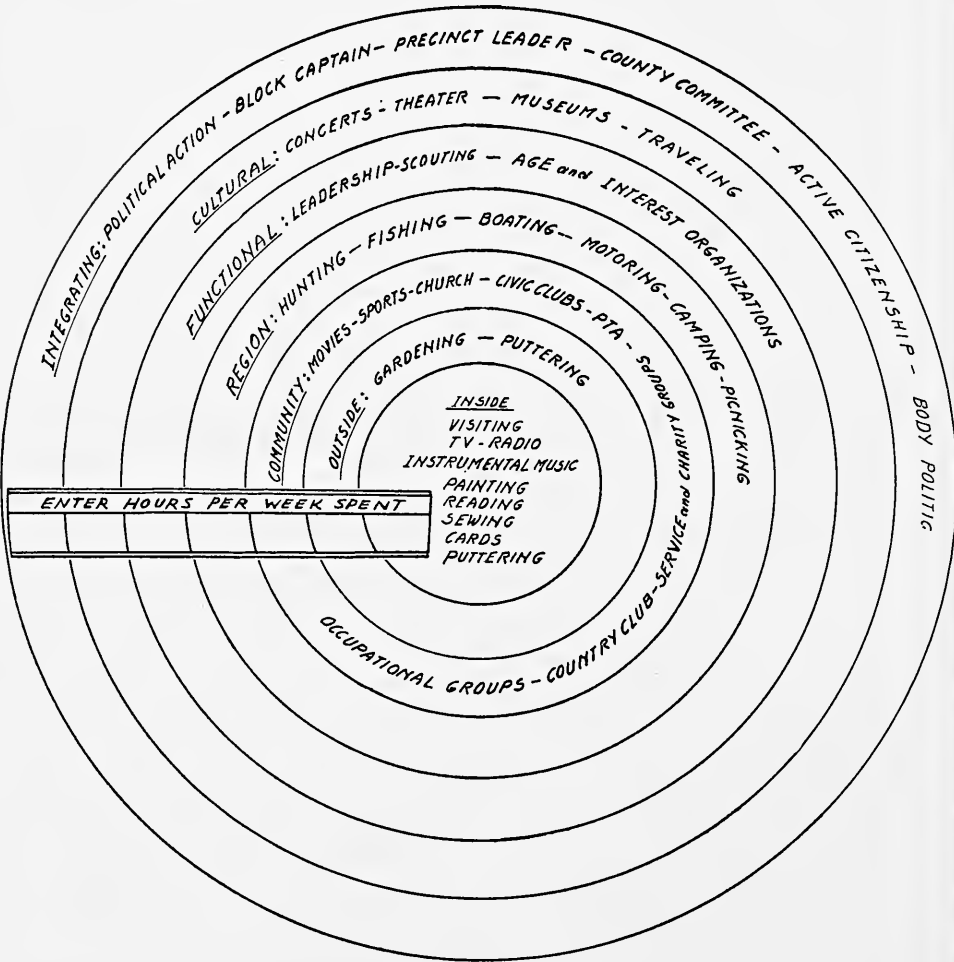 INTEGRATING: POLITICAL ACTION - BLOCK CAPTAIN - PRECINCT LEADER - COUNTY COMMITTEE - ACTIVE CITIZENSHIP - BODY POLITIC
CULTURAL: CONCERTS - THEATER - MUSEUMS - TRAVELING
FUNCTIONAL: LEADERSHIP-SCOUTING - AGE and INTEREST ORGANIZATIONS
REGION: HUNTING - FISHING - BOATING - MOTORING - CAMPING - PICNICKING
COMMUNITY: MOVIES-SPORTS-CHURCH - CIVIC CLUBS - PTA - SERVICE and CHARITY GROUPS - COUNTRY CLUB - OCCUPATIONAL GROUPS
OUTSIDE: GARDENING - PUTTERING
INSIDE
VISITING
TV - RADIO
INSTRUMENTAL MUSIC
PAINTING
READING
SEWING
CARDS
PUTTERING
ENTER HOURS PER WEEK SPENT